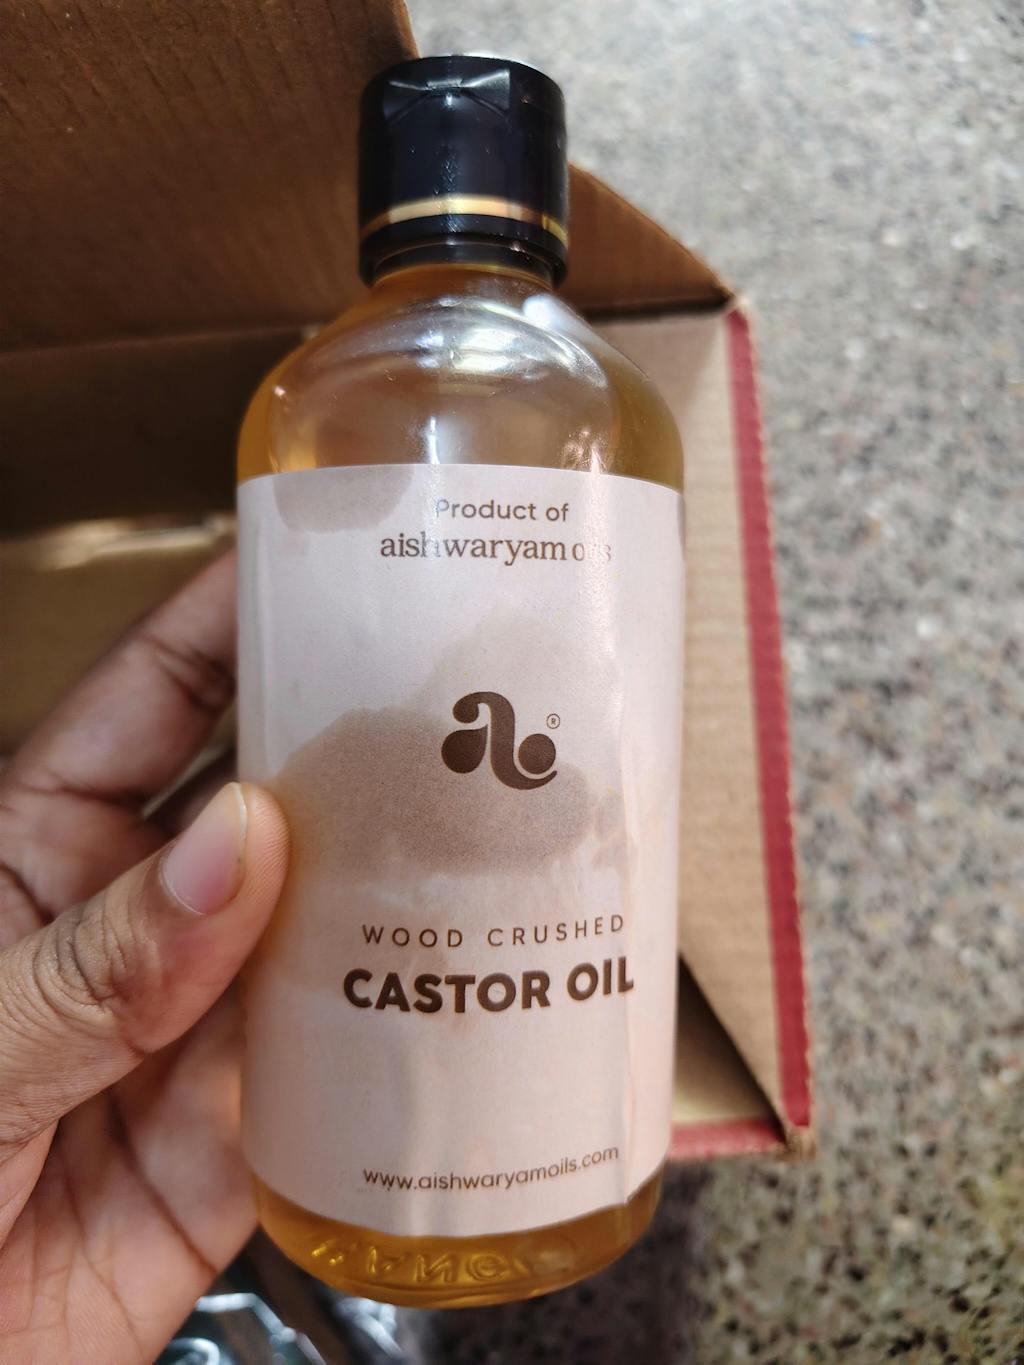 Product of
aishwaryam oils
®
WOOD CRUSHED
CASTOR OIL
www.aishwaryamoils.com